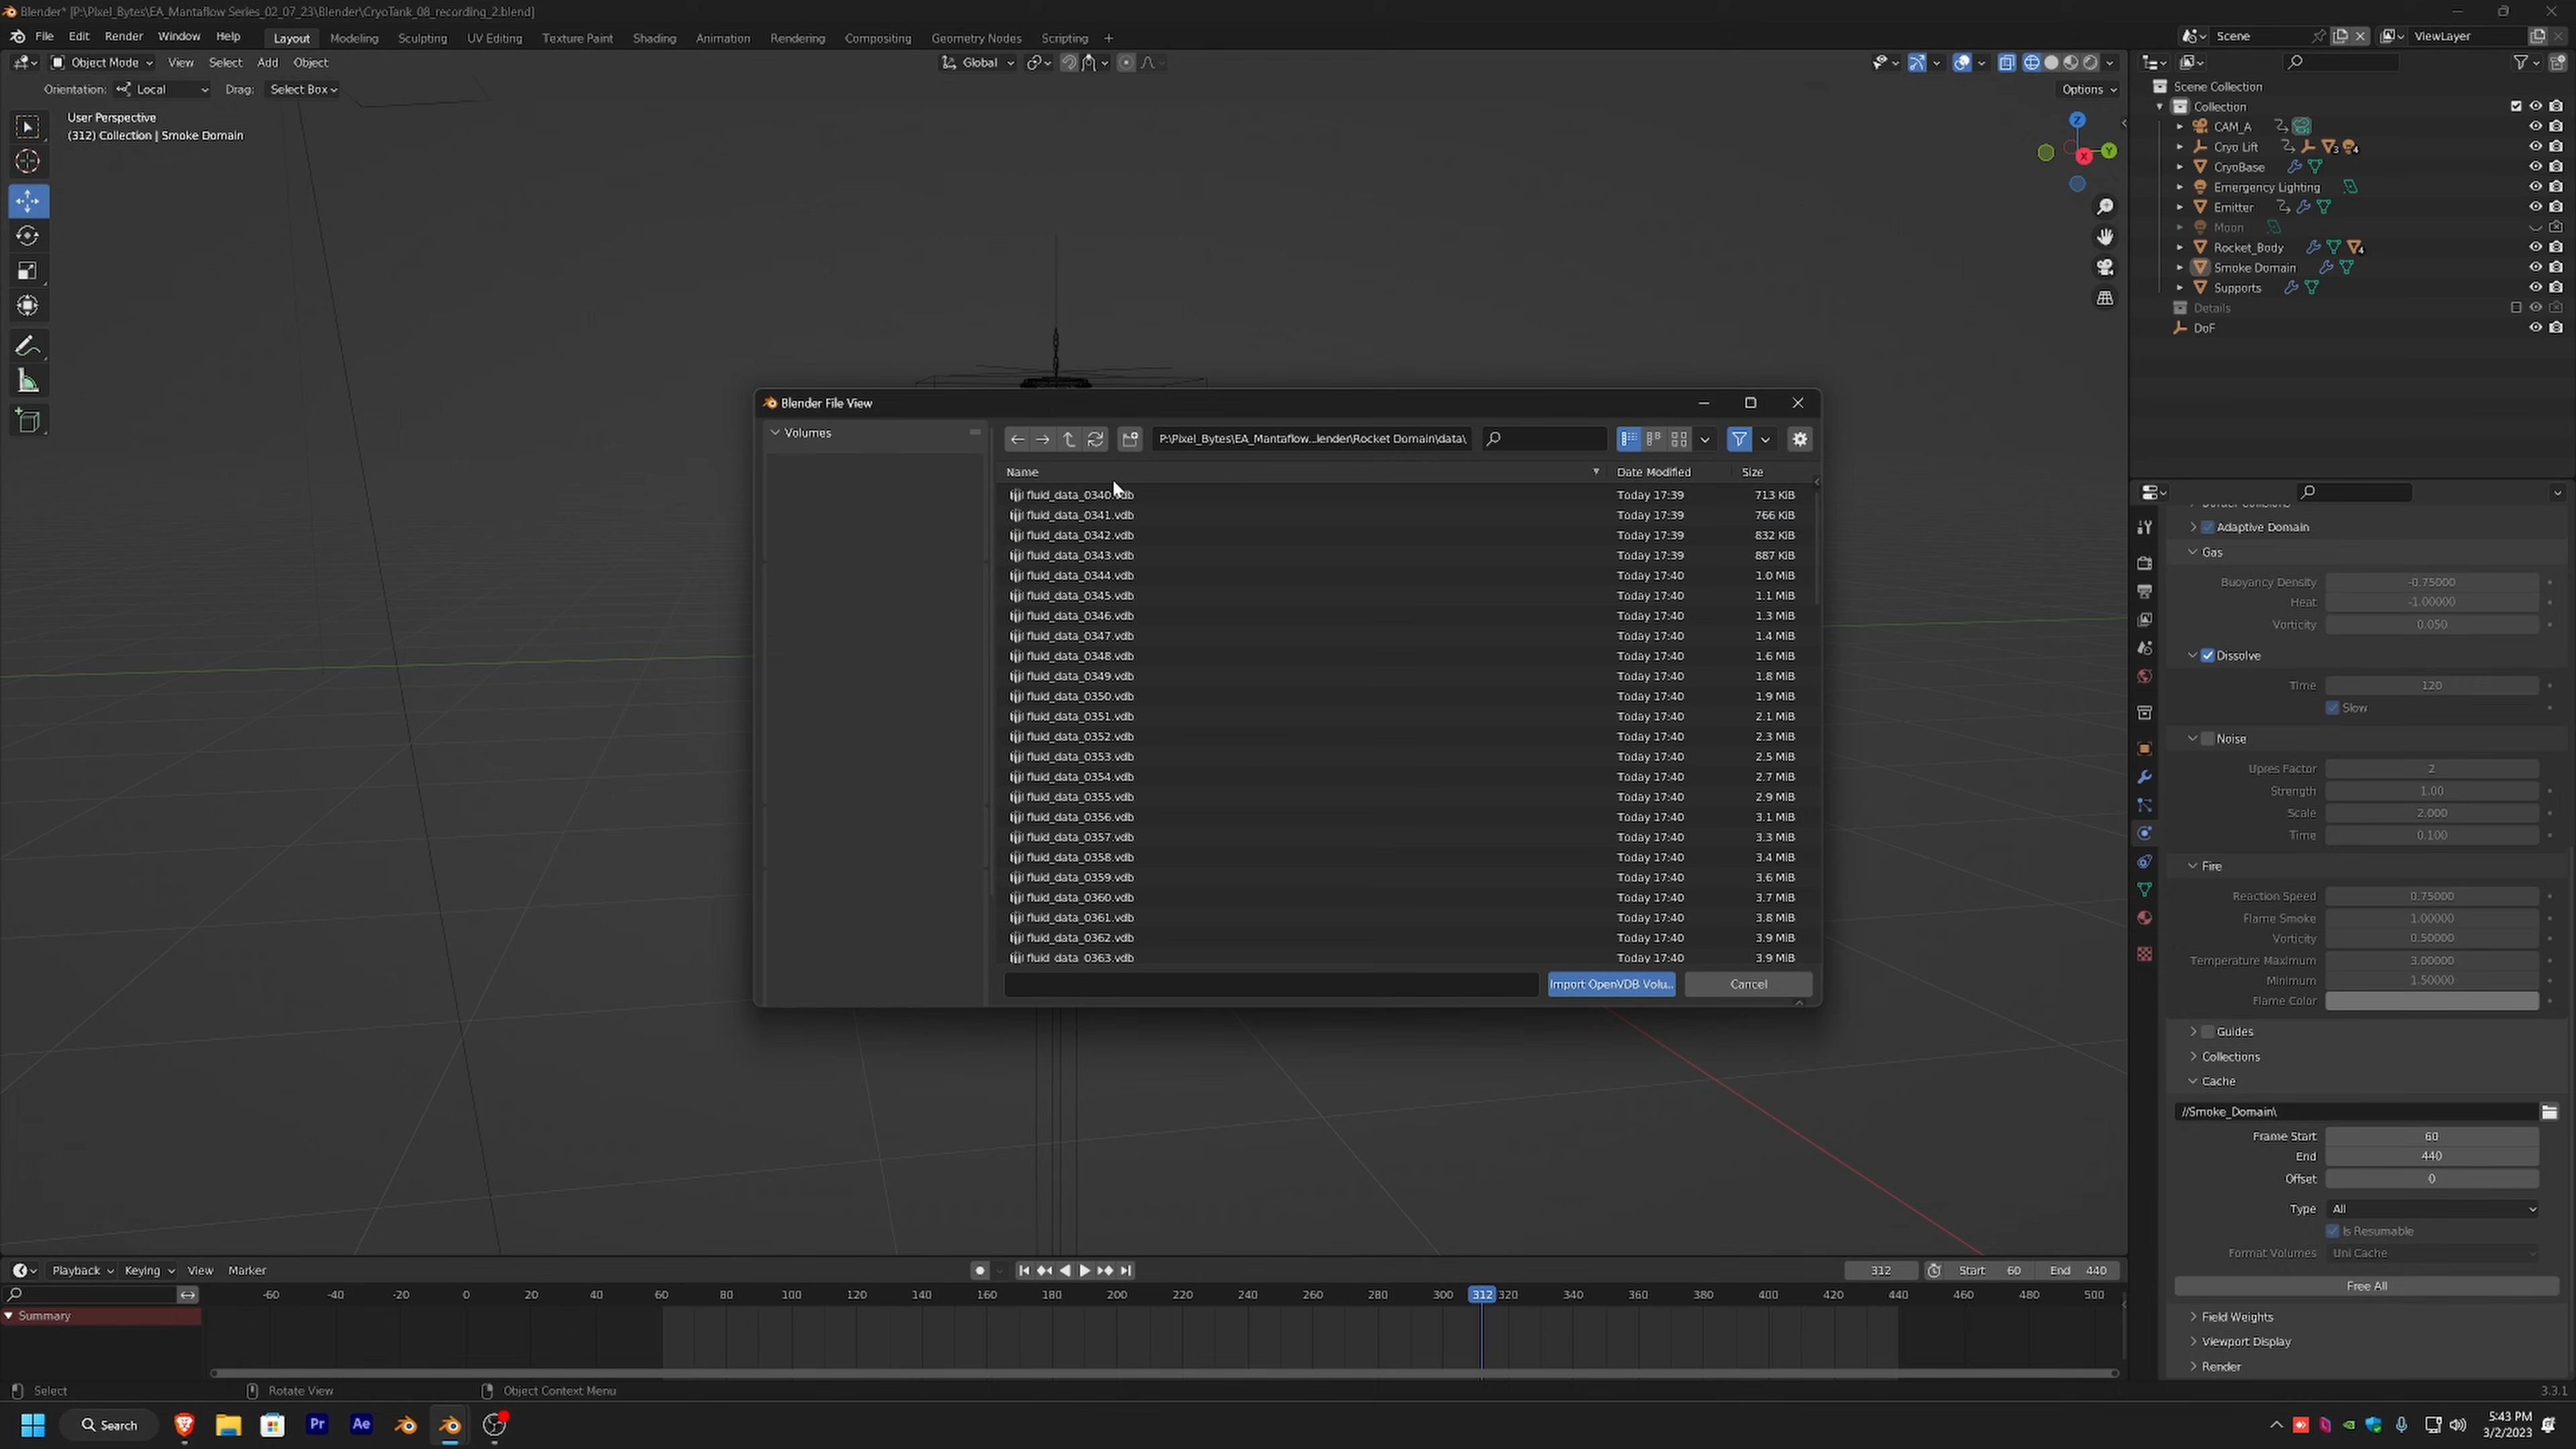 Blender* [P:\Pixel_Bytes\EA_Mantaflow Series_02_07_23\Blender\CryoTank_08_recording_2.blend]
File Edit Render Window Help Layout Modeling Sculpting UV Editing Texture Paint Shading Animation Rendering Compositing Geometry Nodes Scripting + Scene ViewLayer
Object Mode View Select Add Object Global
Orientation: Local Drag: Select Box Options
User Perspective
(312) Collection | Smoke Domain
Z
Y
X
Scene Collection
Collection
CAM_A
Cryo Lift 3 4
CryoBase
Emergency Lighting
Emitter
Moon
Rocket_Body 4
Smoke Domain
Supports
Details
DoF
Blender File View
Volumes
P:\Pixel_Bytes\EA_Mantaflow...lender\Rocket Domain\data\
Name Date Modified Size
fluid_data_0340.vdb Today 17:39 713 KiB
fluid_data_0341.vdb Today 17:39 766 KiB
fluid_data_0342.vdb Today 17:39 832 KiB
fluid_data_0343.vdb Today 17:39 887 KiB
fluid_data_0344.vdb Today 17:40 1.0 MiB
fluid_data_0345.vdb Today 17:40 1.1 MiB
fluid_data_0346.vdb Today 17:40 1.3 MiB
fluid_data_0347.vdb Today 17:40 1.4 MiB
fluid_data_0348.vdb Today 17:40 1.6 MiB
fluid_data_0349.vdb Today 17:40 1.8 MiB
fluid_data_0350.vdb Today 17:40 1.9 MiB
fluid_data_0351.vdb Today 17:40 2.1 MiB
fluid_data_0352.vdb Today 17:40 2.3 MiB
fluid_data_0353.vdb Today 17:40 2.5 MiB
fluid_data_0354.vdb Today 17:40 2.7 MiB
fluid_data_0355.vdb Today 17:40 2.9 MiB
fluid_data_0356.vdb Today 17:40 3.1 MiB
fluid_data_0357.vdb Today 17:40 3.3 MiB
fluid_data_0358.vdb Today 17:40 3.4 MiB
fluid_data_0359.vdb Today 17:40 3.6 MiB
fluid_data_0360.vdb Today 17:40 3.7 MiB
fluid_data_0361.vdb Today 17:40 3.8 MiB
fluid_data_0362.vdb Today 17:40 3.9 MiB
fluid_data_0363.vdb Today 17:40 3.9 MiB
Import OpenVDB Volu.. Cancel
Adaptive Domain
Gas
Buoyancy Density -0.75000
Heat -1.00000
Vorticity 0.050
Dissolve
Time 120
Slow
Noise
Upres Factor 2
Strength 1.00
Scale 2.000
Time 0.100
Fire
Reaction Speed 0.75000
Flame Smoke 1.00000
Vorticity 0.50000
Temperature Maximum 3.00000
Minimum 1.50000
Flame Color
Guides
Collections
Cache
//Smoke_Domain\
Frame Start 60
End 440
Offset 0
Type All
Is Resumable
Format Volumes Uni Cache
Free All
Field Weights
Viewport Display
Render
Playback Keying View Marker 312 Start 60 End 440
-60 -40 -20 0 20 40 60 80 100 120 140 160 180 200 220 240 260 280 300 312 320 340 360 380 400 420 440 460 480 500
Summary
Select Rotate View Object Context Menu 3.3.1
Search Pr Ae 5:43 PM
3/2/2023